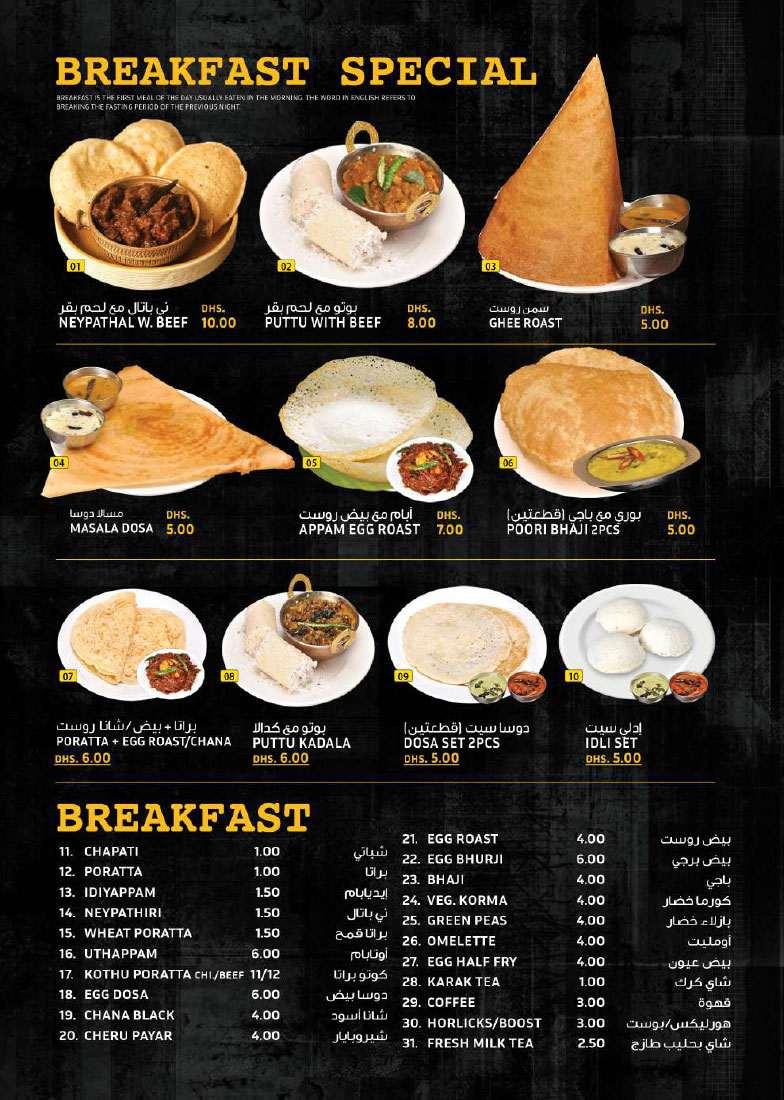 BREAKFAST SPECIAL
BREAKFAST IS THE FIRST MEAL OF THE DAY USUALLY EATEN IN THE MORNING. THE WORD IN ENGLISH REFERS TO
BREAKING THE FASTING PERIOD OF THE PREVIOUS NIGHT.
01
ني باتال مع لحم بقر
NEYPATHAL W. BEEF
DHS.
10.00
02
بوتو مع لحم بقر
PUTTU WITH BEEF
DHS.
8.00
03
سمن روست
GHEE ROAST
DHS.
5.00
04
مسالا دوسا
MASALA DOSA
DHS.
5.00
05
أبام مع بيض روست
APPAM EGG ROAST
DHS.
7.00
06
بوري مع باجي (قطعتين)
POORI BHAJI 2PCS
DHS.
5.00
07
براتا + بيض/شانا روست
PORATTA + EGG ROAST/CHANA
DHS. 6.00
08
بوتو مع كدالا
PUTTU KADALA
DHS. 6.00
09
دوسا سيت (قطعتين)
DOSA SET 2PCS
DHS. 5.00
10
إدلي سيت
IDLI SET
DHS. 5.00
BREAKFAST
11. CHAPATI 1.00 شباتي
12. PORATTA 1.00 براتا
13. IDIYAPPAM 1.50 إيديابام
14. NEYPATHIRI 1.50 ني باتال
15. WHEAT PORATTA 1.50 براتا قمح
16. UTHAPPAM 6.00 أوتابام
17. KOTHU PORATTA CHI./BEEF 11/12 كوتو براتا
18. EGG DOSA 6.00 دوسا بيض
19. CHANA BLACK 4.00 شانا أسود
20. CHERU PAYAR 4.00 شيروبايار
21. EGG ROAST 4.00 بيض روست
22. EGG BHURJI 6.00 بيض برجي
23. BHAJI 4.00 باجي
24. VEG. KORMA 4.00 كورما خضار
25. GREEN PEAS 4.00 بازلاء خضار
26. OMELETTE 4.00 أومليت
27. EGG HALF FRY 4.00 بيض عيون
28. KARAK TEA 1.00 شاي كرك
29. COFFEE 3.00 قهوة
30. HORLICKS/BOOST 3.00 هورليكس/بوست
31. FRESH MILK TEA 2.50 شاي بحليب طازج